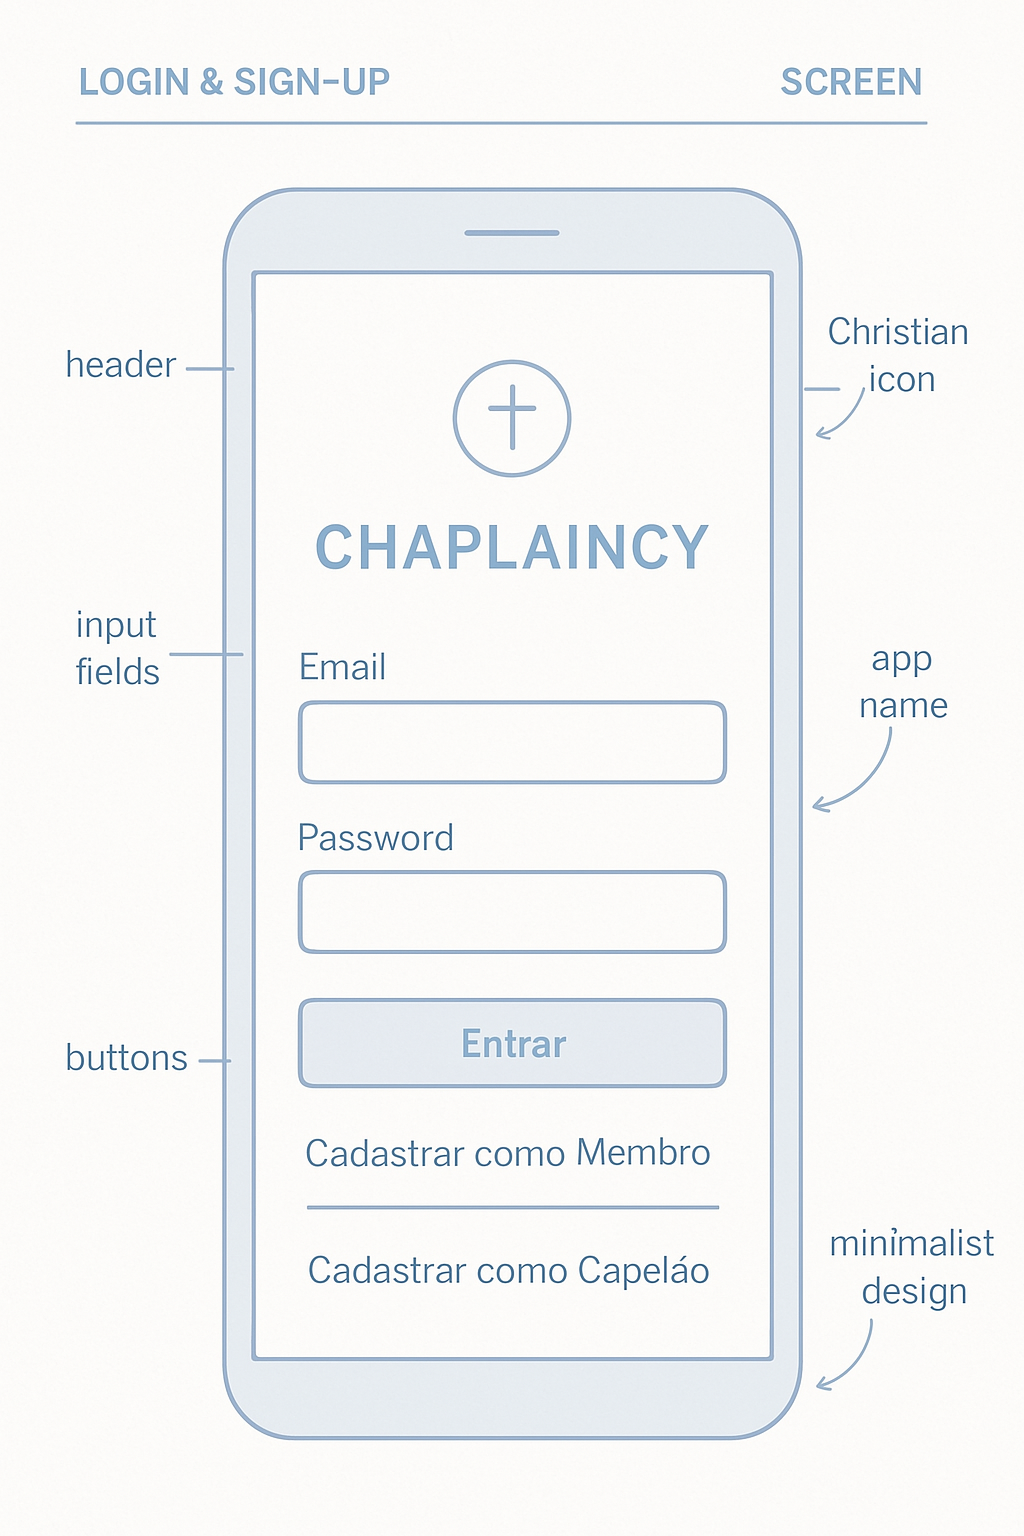 LOGIN & SIGN-UP SCREEN
header
Christian
icon
CHAPLAINCY
input
fields
Email
app
name
Password
buttons
Entrar
Cadastrar como Membro
Cadastrar como Capeláo
minimalist
design